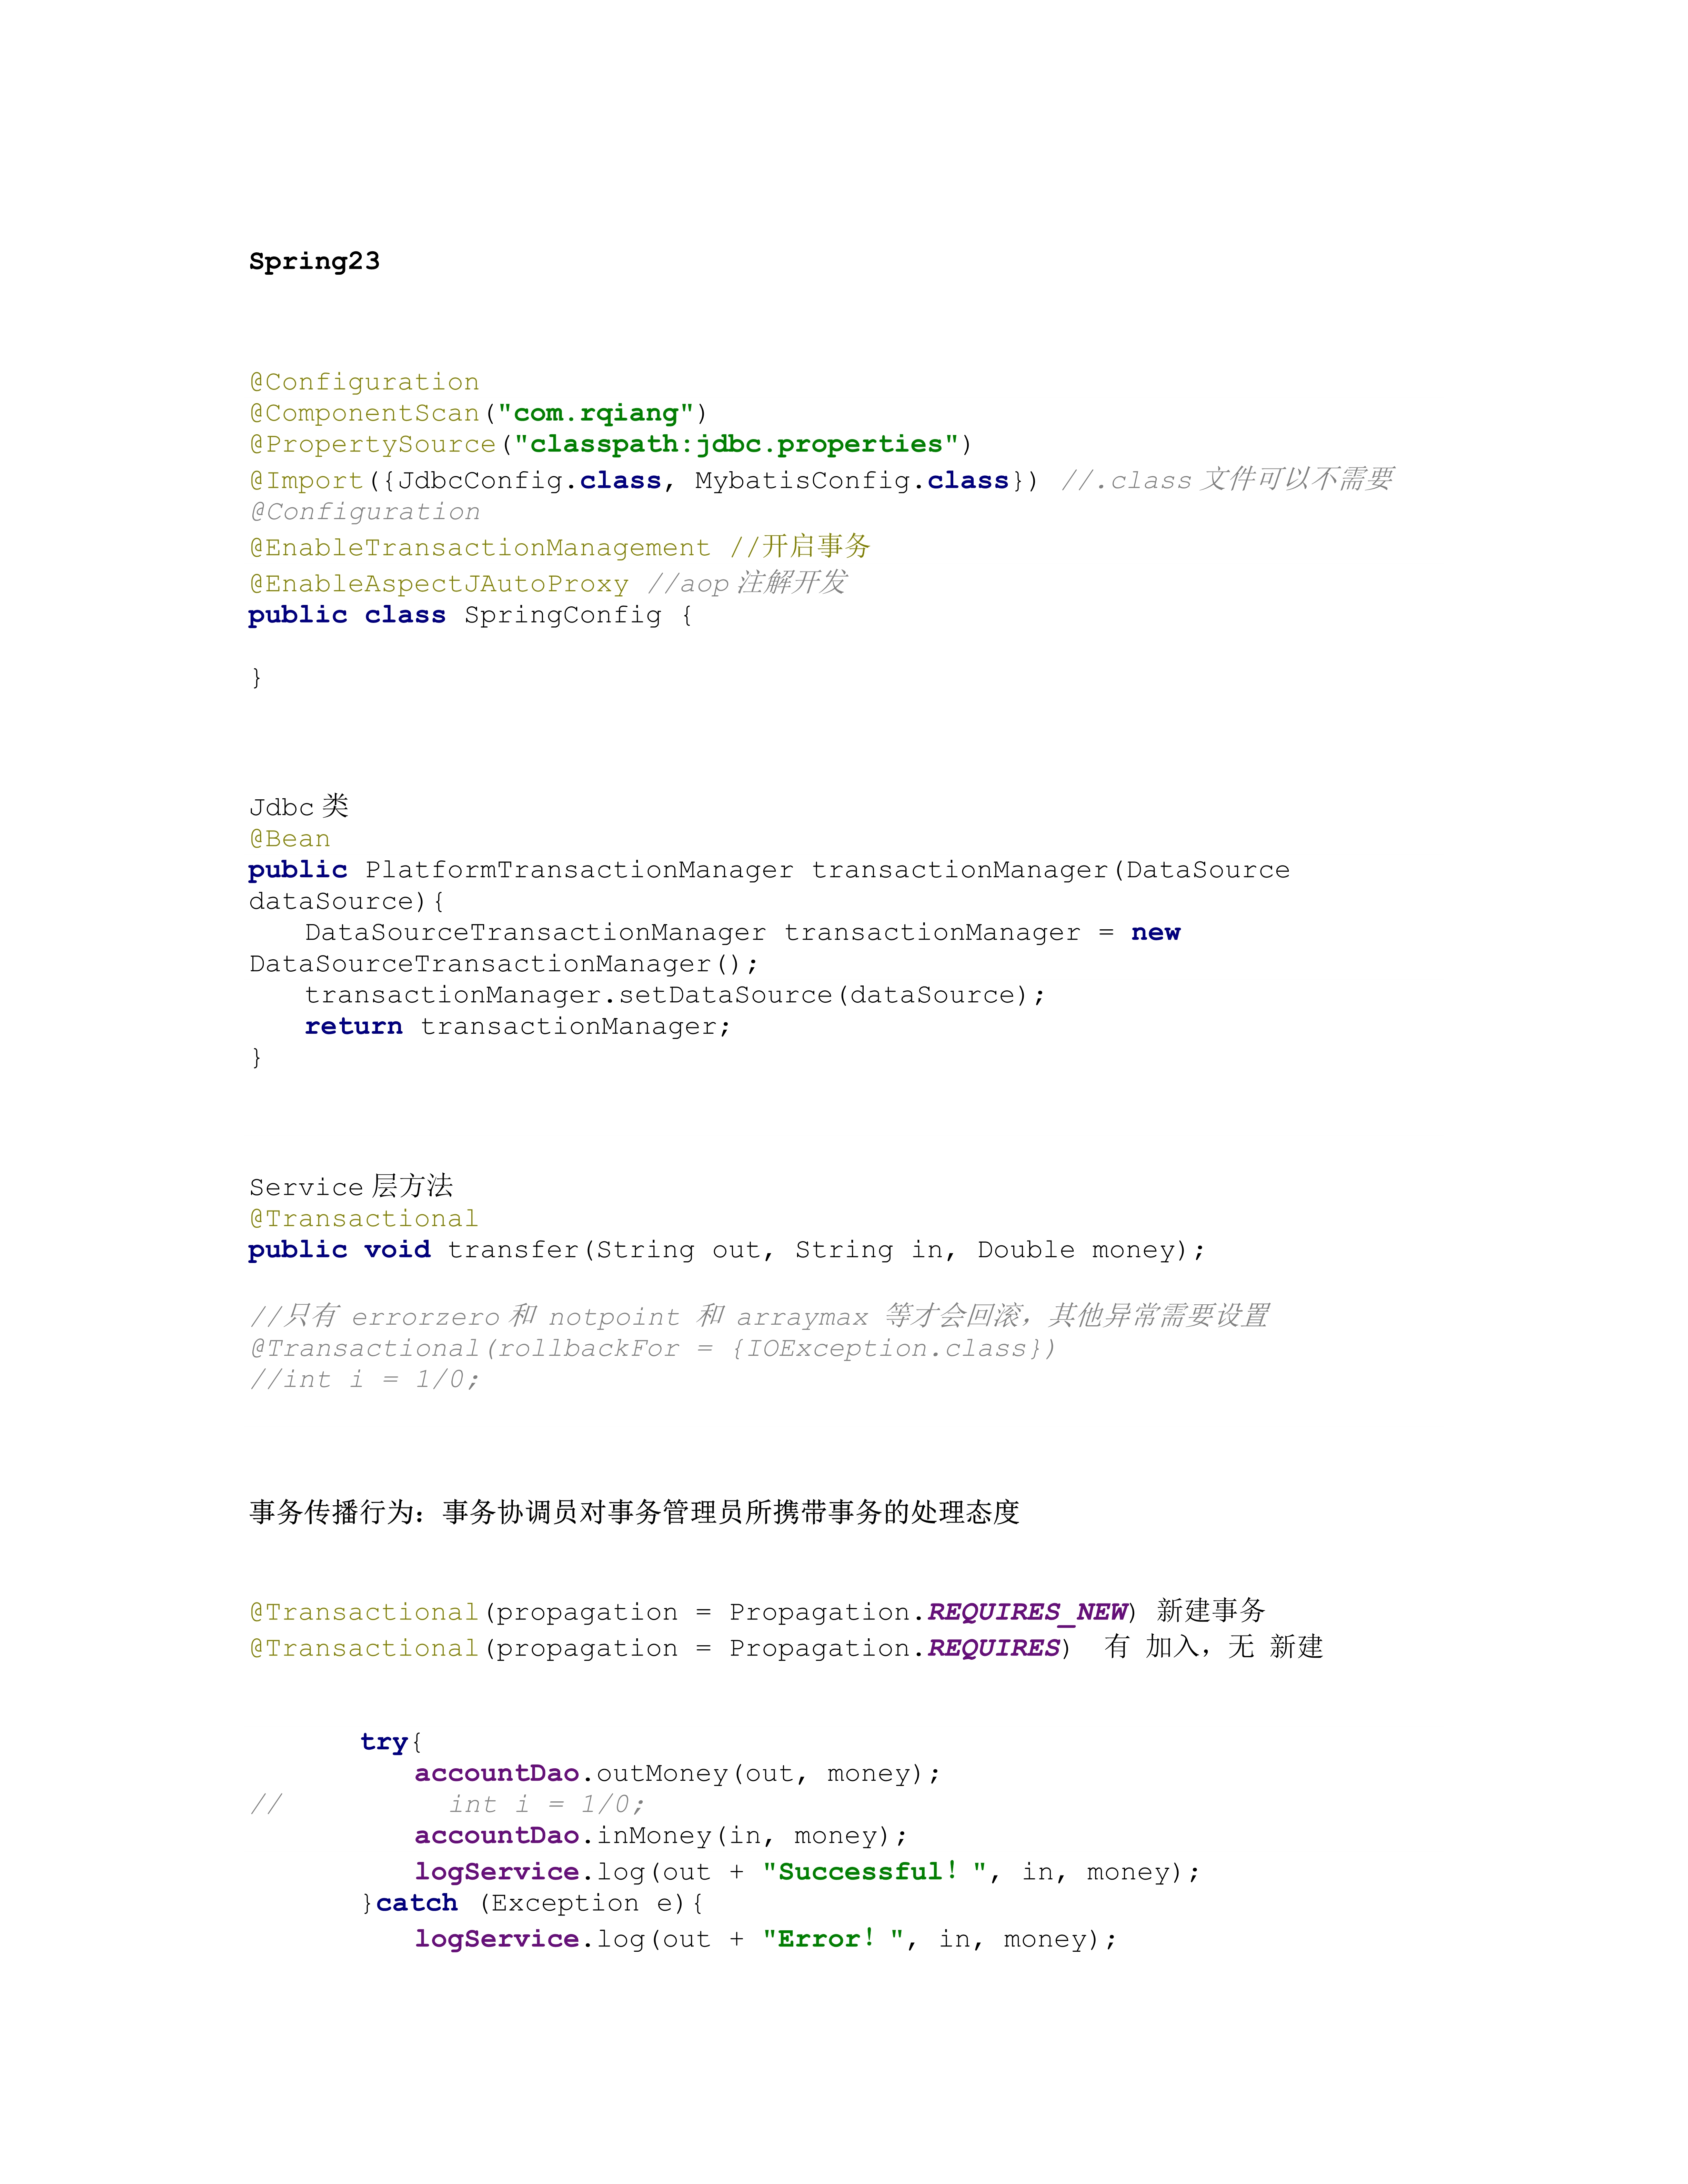 Spring23
@Configuration
@ComponentScan("com.rqiang")
@PropertySource("classpath:jdbc.properties")
@Import({JdbcConfig.class, MybatisConfig.class}) //.class 文件可以不需要
@Configuration
@EnableTransactionManagement //开启事务
@EnableAspectJAutoProxy //aop 注解开发
public class SpringConfig {
}
Jdbc 类
@Bean
public PlatformTransactionManager transactionManager(DataSource
dataSource){
DataSourceTransactionManager transactionManager = new
DataSourceTransactionManager();
transactionManager.setDataSource(dataSource);
return transactionManager;
}
Service 层方法
@Transactional
public void transfer(String out, String in, Double money);
//只有 errorzero 和 notpoint 和 arraymax 等才会回滚，其他异常需要设置
@Transactional(rollbackFor = {IOException.class})
//int i = 1/0;
事务传播行为：事务协调员对事务管理员所携带事务的处理态度
@Transactional(propagation = Propagation.REQUIRES_NEW) 新建事务
@Transactional(propagation = Propagation.REQUIRES) 有 加入，无 新建
try{
accountDao.outMoney(out, money);
// int i = 1/0;
accountDao.inMoney(in, money);
logService.log(out + "Successful！", in, money);
}catch (Exception e){
logService.log(out + "Error！", in, money);